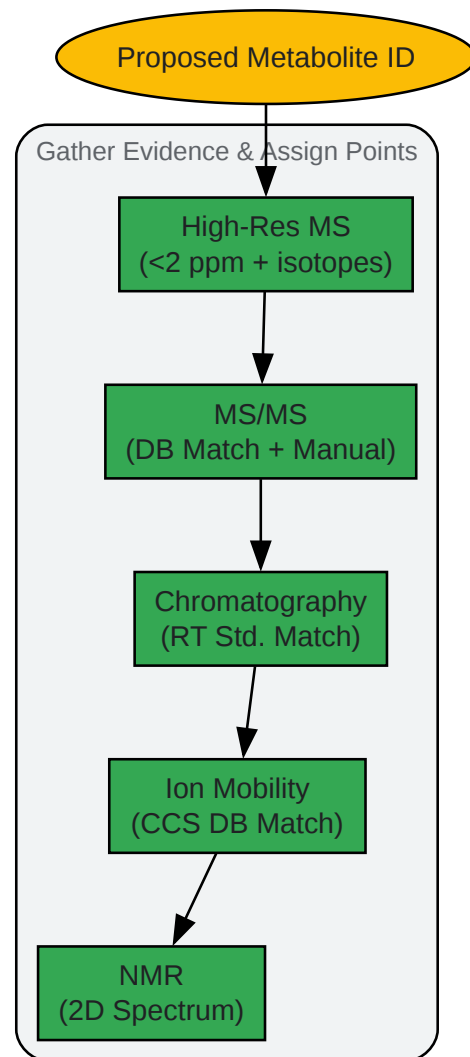 Proposed Metabolite ID
Gather Evidence & Assign Points
High-Res MS
(<2 ppm + isotopes)
MS/MS
(DB Match + Manual)
Chromatography
(RT Std. Match)
Ion Mobility
(CCS DB Match)
NMR
(2D Spectrum)